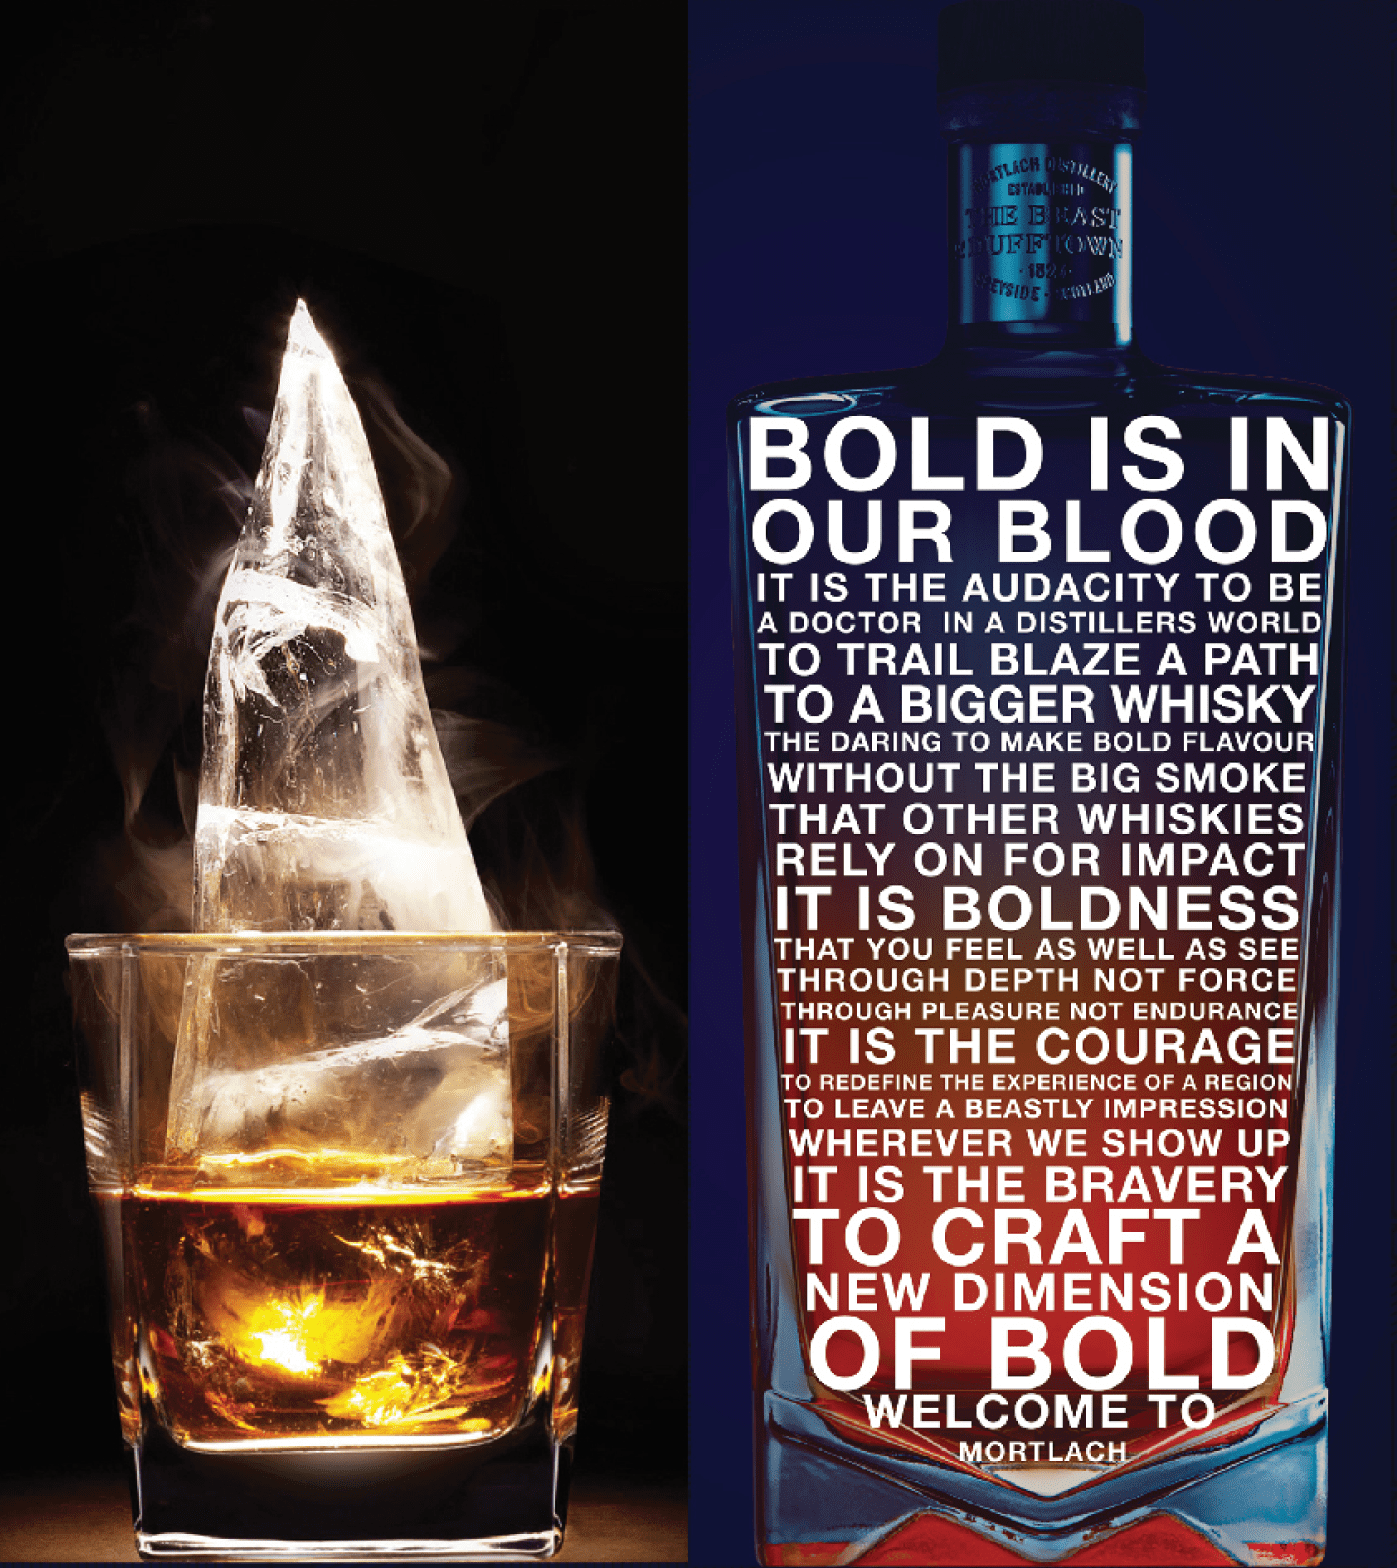 MORTLACH DISTILLERY
ESTABLISHED
THE BEAST
DUFFTOWN
SPEYSIDE · SCOTLAND
BOLD IS IN
OUR BLOOD
IT IS THE AUDACITY TO BE
A DOCTOR IN A DISTILLERS WORLD
TO TRAIL BLAZE A PATH
TO A BIGGER WHISKY
THE DARING TO MAKE BOLD FLAVOUR
WITHOUT THE BIG SMOKE
THAT OTHER WHISKIES
RELY ON FOR IMPACT
IT IS BOLDNESS
THAT YOU FEEL AS WELL AS SEE
THROUGH DEPTH NOT FORCE
THROUGH PLEASURE NOT ENDURANCE
IT IS THE COURAGE
TO REDEFINE THE EXPERIENCE OF A REGION
TO LEAVE A BEASTLY IMPRESSION
WHEREVER WE SHOW UP
IT IS THE BRAVERY
TO CRAFT A
NEW DIMENSION
OF BOLD
WELCOME TO
MORTLACH